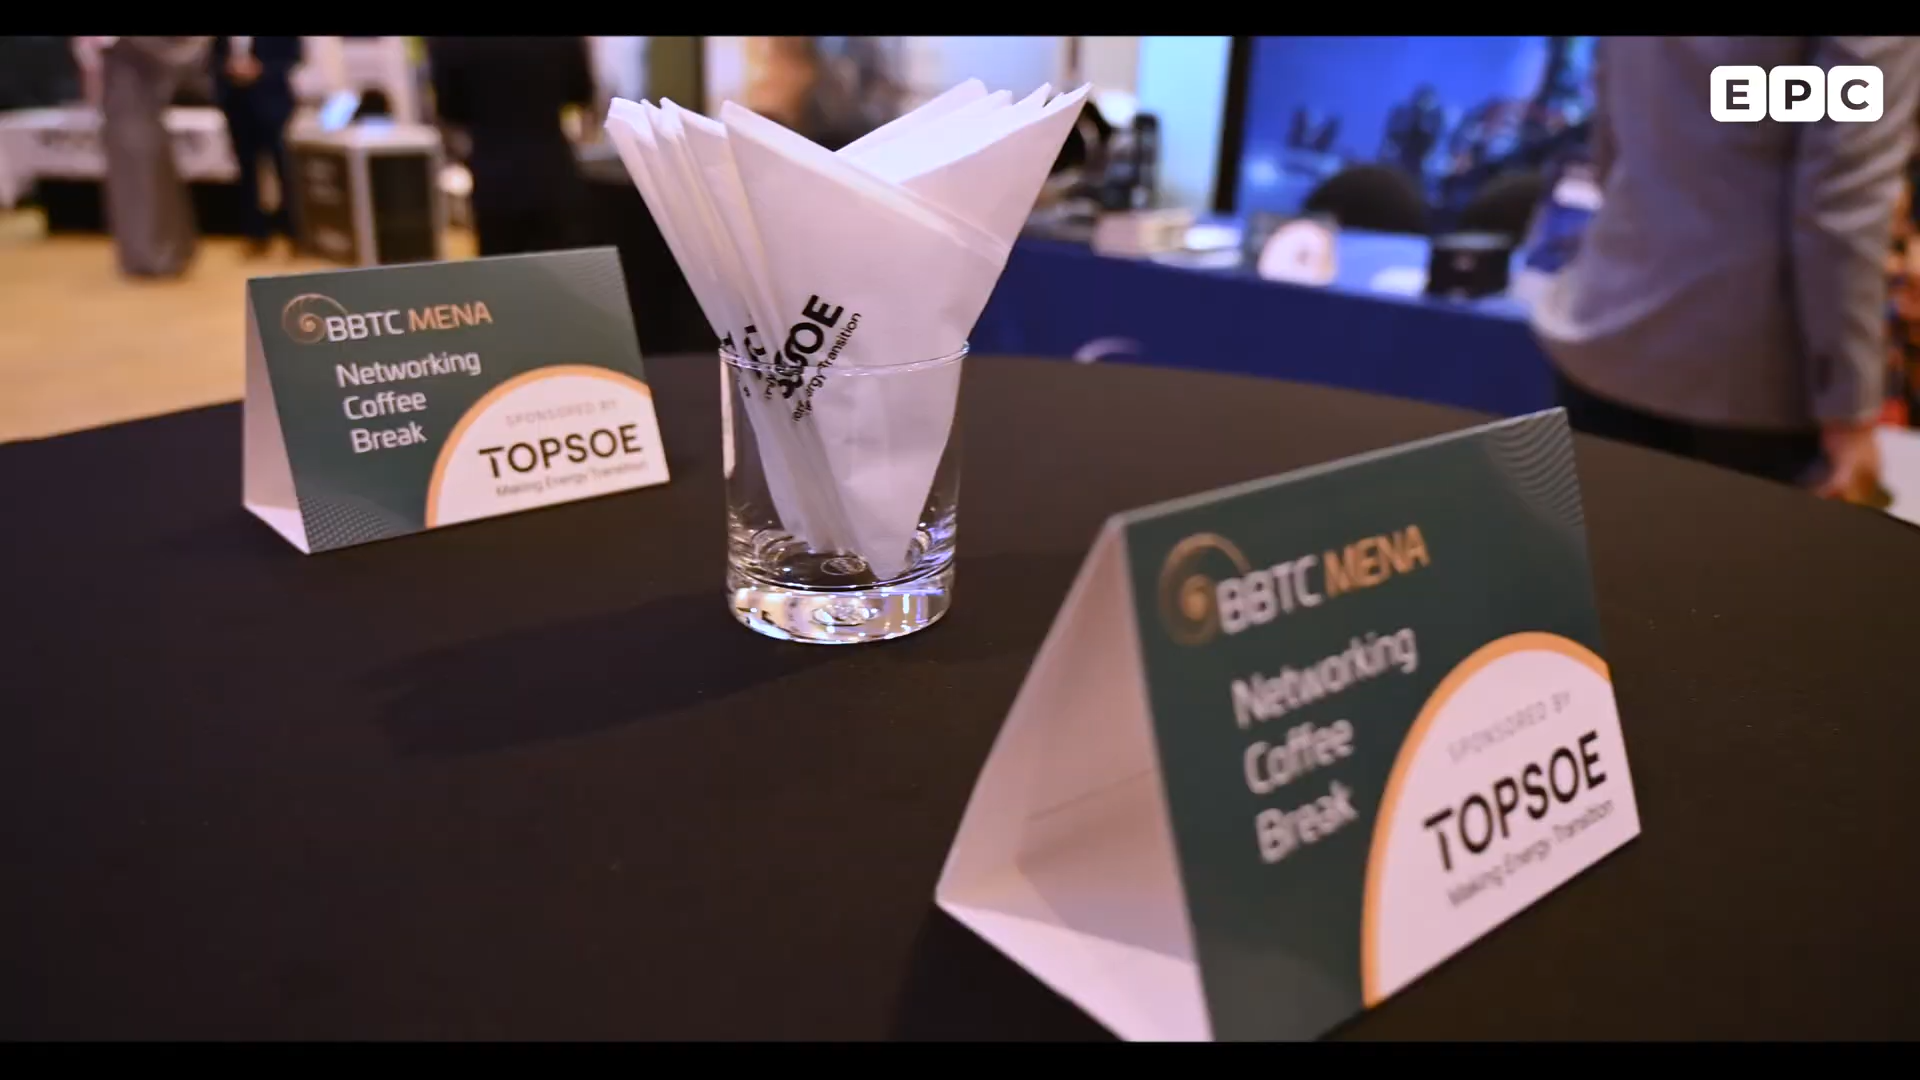 EPC
BBTC MENA
Networking
Coffee
Break
SPONSORED BY
TOPSOE
Making Energy Transition
BBTC MENA
Networking
Coffee
Break
SPONSORED BY
TOPSOE
Making Energy Transition